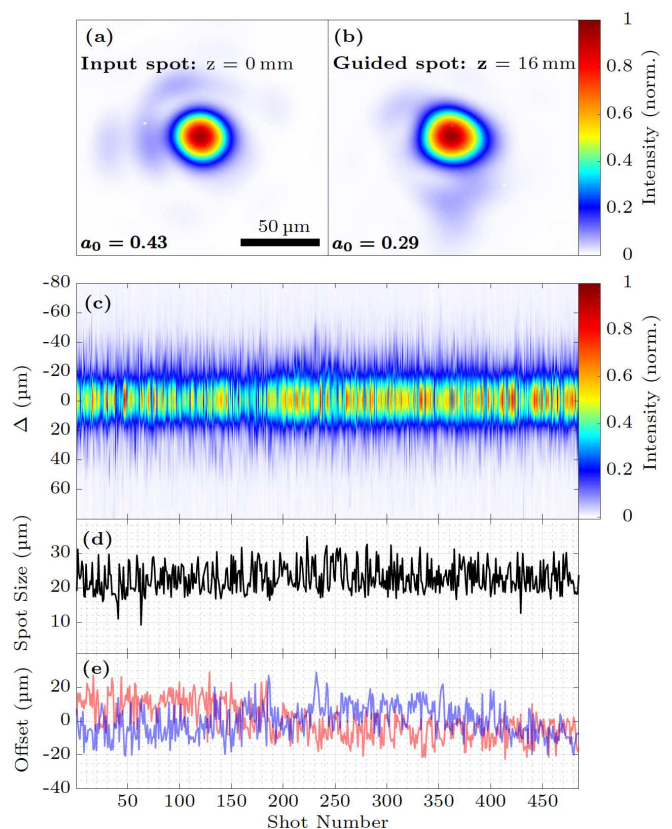 (a)
Input spot: z = 0 mm
a₀ = 0.43
50 µm
(b)
Guided spot: z = 16 mm
a₀ = 0.29
1
0.8
0.6
0.4
0.2
0
Intensity (norm.)
(c)
-80
-60
-40
-20
0
20
40
60
Δ (µm)
1
0.8
0.6
0.4
0.2
0
Intensity (norm.)
(d)
30
20
10
Spot Size (µm)
(e)
20
0
-20
-40
Offset (µm)
50
100
150
200
250
300
350
400
450
Shot Number